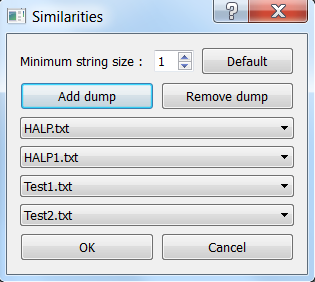 Similarities
Minimum string size : 1 Default
Add dump Remove dump
HALP.txt
HALP1.txt
Test1.txt
Test2.txt
OK Cancel